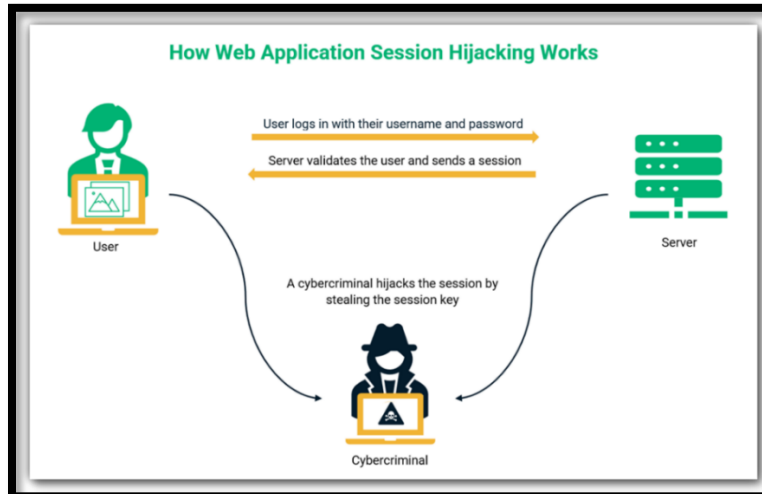 How Web Application Session Hijacking Works
User logs in with their username and password
Server validates the user and sends a session
User
Server
A cybercriminal hijacks the session by
stealing the session key
Cybercriminal